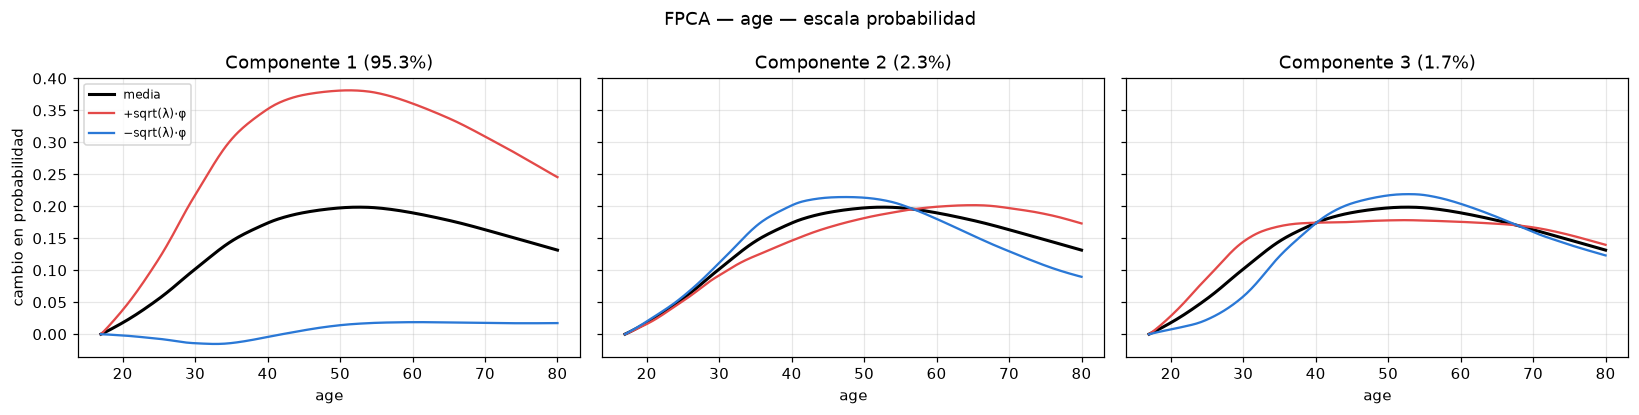 FPCA — age — escala probabilidad
Componente 1 (95.3%)
Componente 2 (2.3%)
Componente 3 (1.7%)
cambio en probabilidad
0.40
0.35
0.30
0.25
0.20
0.15
0.10
0.05
0.00
media
+sqrt(λ)·φ
−sqrt(λ)·φ
20 30 40 50 60 70 80
20 30 40 50 60 70 80
20 30 40 50 60 70 80
age
age
age